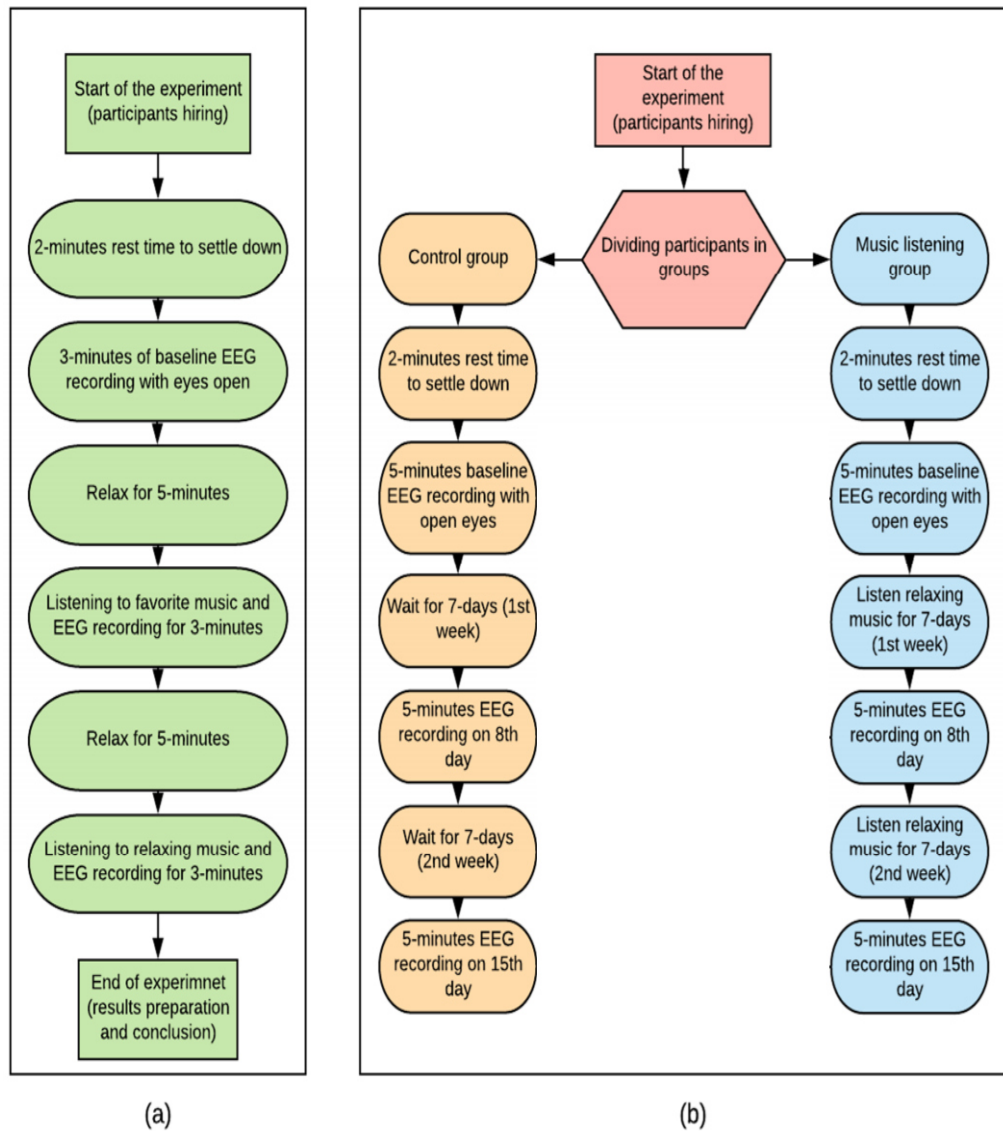 Start of the experiment
(participants hiring)
2-minutes rest time to settle down
3-minutes of baseline EEG
recording with eyes open
Relax for 5-minutes
Listening to favorite music and
EEG recording for 3-minutes
Relax for 5-minutes
Listening to relaxing music and
EEG recording for 3-minutes
End of experimnet
(results preparation
and conclusion)
(a)
Start of the
experiment
(participants hiring)
Dividing participants in
groups
Control group
2-minutes rest time
to settle down
5-minutes baseline
EEG recording with
open eyes
Wait for 7-days (1st
week)
5-minutes EEG
recording on 8th
day
Wait for 7-days
(2nd week)
5-minutes EEG
recording on 15th
day
Music listening
group
2-minutes rest time
to settle down
5-minutes baseline
EEG recording with
open eyes
Listen relaxing
music for 7-days
(1st week)
5-minutes EEG
recording on 8th
day
Listen relaxing
music for 7-days
(2nd week)
5-minutes EEG
recording on 15th
day
(b)